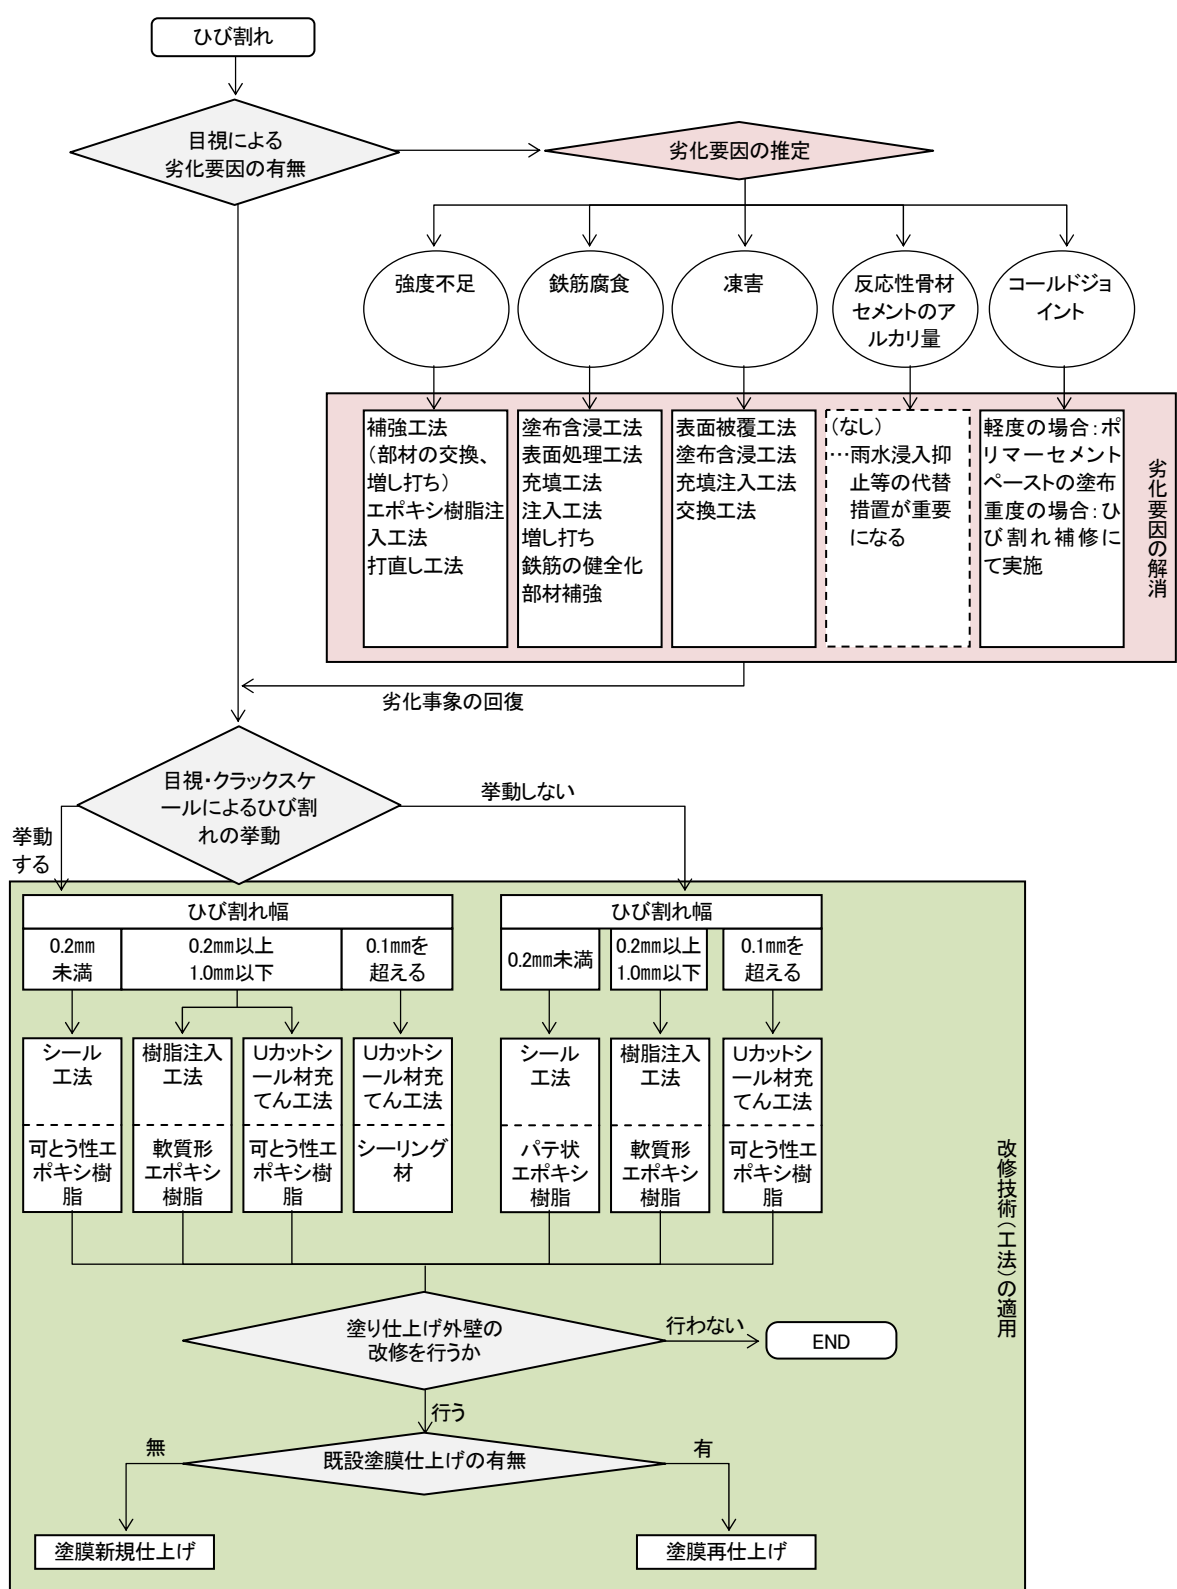 ひび割れ
目視による
劣化要因の有無
劣化要因の推定
強度不足
鉄筋腐食
凍害
反応性骨材
セメントのア
ルカリ量
コールドジョ
イント
補強工法
(部材の交換、
増し打ち)
エポキシ樹脂注
入工法
打直し工法
塗布含浸工法
表面処理工法
充填工法
注入工法
増し打ち
鉄筋の健全化
部材補強
表面被覆工法
塗布含浸工法
充填注入工法
交換工法
(なし)
…雨水浸入抑
止等の代替
措置が重要
になる
軽度の場合:ポ
リマーセメント
ペーストの塗布
重度の場合:ひ
び割れ補修に
て実施
劣化要因の解消
劣化事象の回復
目視・クラックスケ
ールによるひび割
れの挙動
挙動しない
挙動
する
ひび割れ幅
0.2㎜
未満
0.2㎜以上
1.0㎜以下
0.1㎜を
超える
ひび割れ幅
0.2㎜未満
0.2㎜以上
1.0㎜以下
0.1㎜を
超える
シール
工法
可とう性エ
ポキシ樹
脂
樹脂注入
工法
軟質形
エポキシ
樹脂
Uカットシ
ール材充
てん工法
可とう性エ
ポキシ樹
脂
Uカットシ
ール材充
てん工法
シーリング
材
シール
工法
パテ状
エポキシ
樹脂
樹脂注入
工法
軟質形
エポキシ
樹脂
Uカットシ
ール材充
てん工法
可とう性エ
ポキシ樹
脂
改修技術(工法)の適用
塗り仕上げ外壁の
改修を行うか
行わない
END
行う
既設塗膜仕上げの有無
無
有
塗膜新規仕上げ
塗膜再仕上げ